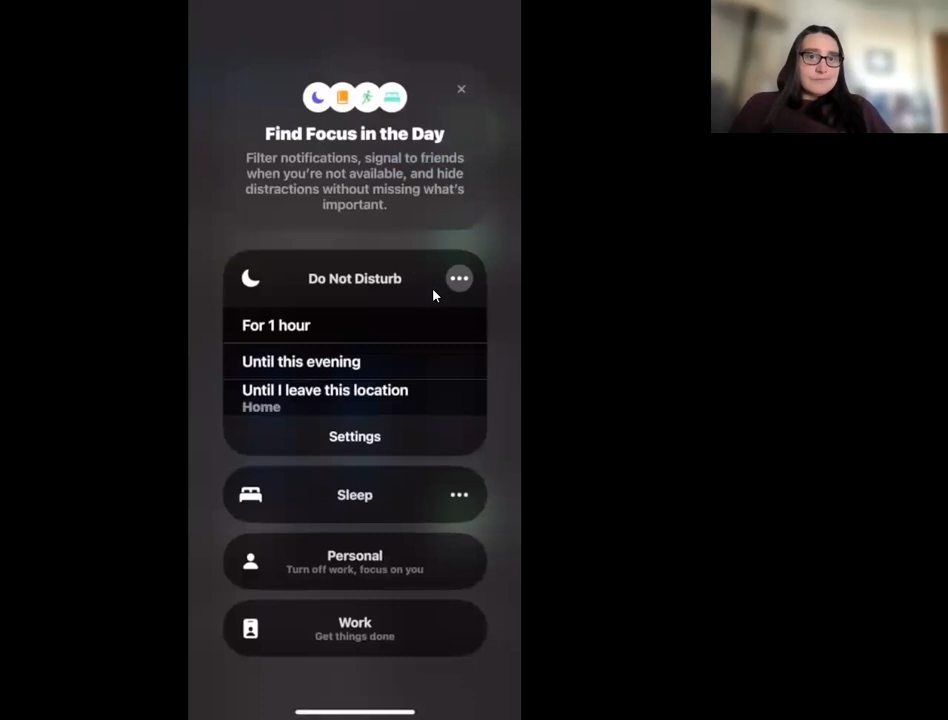 Find Focus in the Day
Filter notifications, signal to friends
when you're not available, and hide
distractions without missing what's
important.
Do Not Disturb
For 1 hour
Until this evening
Until I leave this location
Home
Settings
Sleep
Personal
Turn off work, focus on you
Work
Get things done